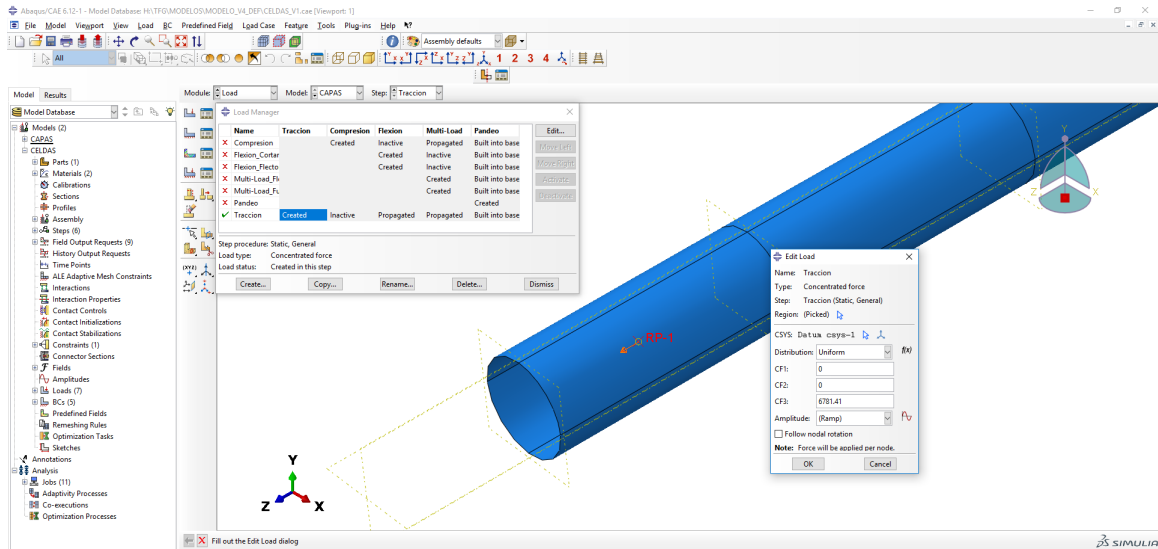 Abaqus/CAE 6.12-1 - Model Database: H:\TFG\MODELOS\MODELO_V4_DEF\CELDAS_V1.cae [Viewport: 1]
File Model Viewport View Load BC Predefined Field Load Case Feature Tools Plug-ins Help
Assembly defaults
All
1 2 3 4
Model Results
Module: Load Model: CAPAS Step: Traccion
Model Database
Models (2)
CAPAS
CELDAS
Parts (1)
Materials (2)
Calibrations
Sections
Profiles
Assembly
Steps (6)
Field Output Requests (9)
History Output Requests
Time Points
ALE Adaptive Mesh Constraints
Interactions
Interaction Properties
Contact Controls
Contact Initializations
Contact Stabilizations
Constraints (1)
Connector Sections
Fields
Amplitudes
Loads (7)
BCs (5)
Predefined Fields
Remeshing Rules
Optimization Tasks
Sketches
Annotations
Analysis
Jobs (11)
Adaptivity Processes
Co-executions
Optimization Processes
Load Manager
Name Traccion Compresion Flexion Multi-Load Pandeo
Compresion Created Inactive Propagated Built into base
Flexion_Cortar Created Inactive Built into base
Flexion_Flecto Created Inactive Built into base
Multi-Load_Fle Created Built into base
Multi-Load_Fu Created Built into base
Pandeo Created
Traccion Created Inactive Propagated Propagated Built into base
Edit...
Move Left
Move Right
Activate
Deactivate
Step procedure: Static, General
Load type: Concentrated force
Load status: Created in this step
Create... Copy... Rename... Delete... Dismiss
RP-1
Y
Z
X
Y
Z X
Edit Load
Name: Traccion
Type: Concentrated force
Step: Traccion (Static, General)
Region: (Picked)
CSYS: Datum csys-1
Distribution: Uniform f(x)
CF1: 0
CF2: 0
CF3: 6781.41
Amplitude: (Ramp)
Follow nodal rotation
Note: Force will be applied per node.
OK Cancel
Fill out the Edit Load dialog
SIMULIA